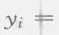 yᵢ =